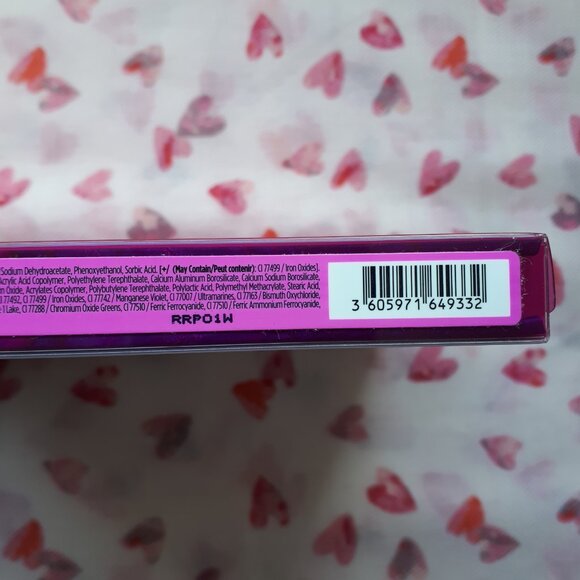 Sodium Dehydroacetate, Phenoxyethanol, Sorbic Acid. [+/ (May Contain/Peut contenir): CI 77499 / Iron Oxides].
Acrylic Acid Copolymer, Polyethylene Terephthalate, Calcium Aluminum Borosilicate, Calcium Sodium Borosilicate,
Oxide, Acrylates Copolymer, Polybutylene Terephthalate, Polylactic Acid, Polymethyl Methacrylate, Stearic Acid,
77492, CI 77499 / Iron Oxides, CI 77742 / Manganese Violet, CI 77007 / Ultramarines, CI 77163 / Bismuth Oxychloride,
Lake, CI 77288 / Chromium Oxide Greens, CI 77510 / Ferric Ferrocyanide, CI 77510 / Ferric Ammonium Ferrocyanide,
RRP01W
3 605971 649332